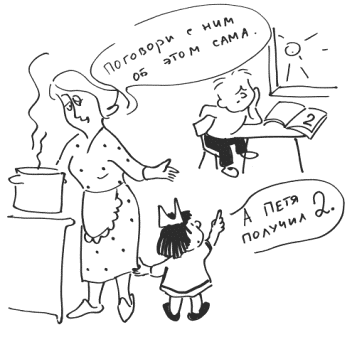 ПОГОВОРИ С НИМ
ОБ ЭТОМ САМА.
2
А ПЕТЯ
ПОЛУЧИЛ 2.